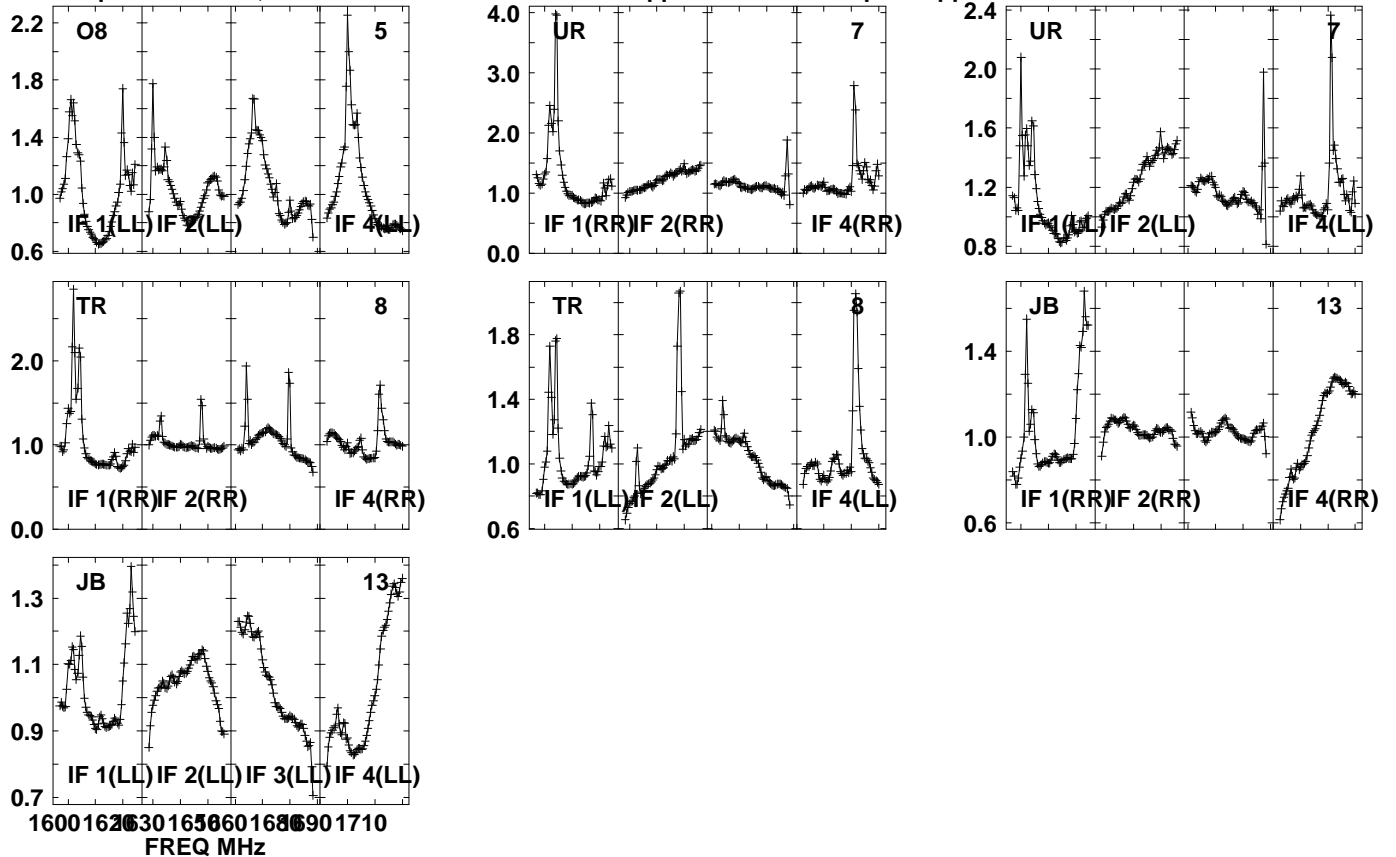 2.2 O8 5
1.8
1.4
1.0
IF 1(LL) IF 2(LL) IF 4(LL)
0.6
4.0 UR 7
3.0
2.0
1.0
IF 1(RR) IF 2(RR) IF 4(RR)
0.0
2.4
UR 7
2.0
1.6
1.2
IF 1(LL) IF 2(LL) IF 4(LL)
0.8
TR 8
2.0
1.0
IF 1(RR) IF 2(RR) IF 4(RR)
0.0
TR 8
1.8
1.4
1.0
IF 1(LL) IF 2(LL) IF 4(LL)
0.6
JB 13
1.4
1.0
IF 1(RR) IF 2(RR) IF 4(RR)
0.6
JB 13
1.3
1.1
0.9
IF 1(LL) IF 2(LL) IF 3(LL) IF 4(LL)
0.7
1600 1620 1630 1650 1660 1680 1690 1710
FREQ MHz